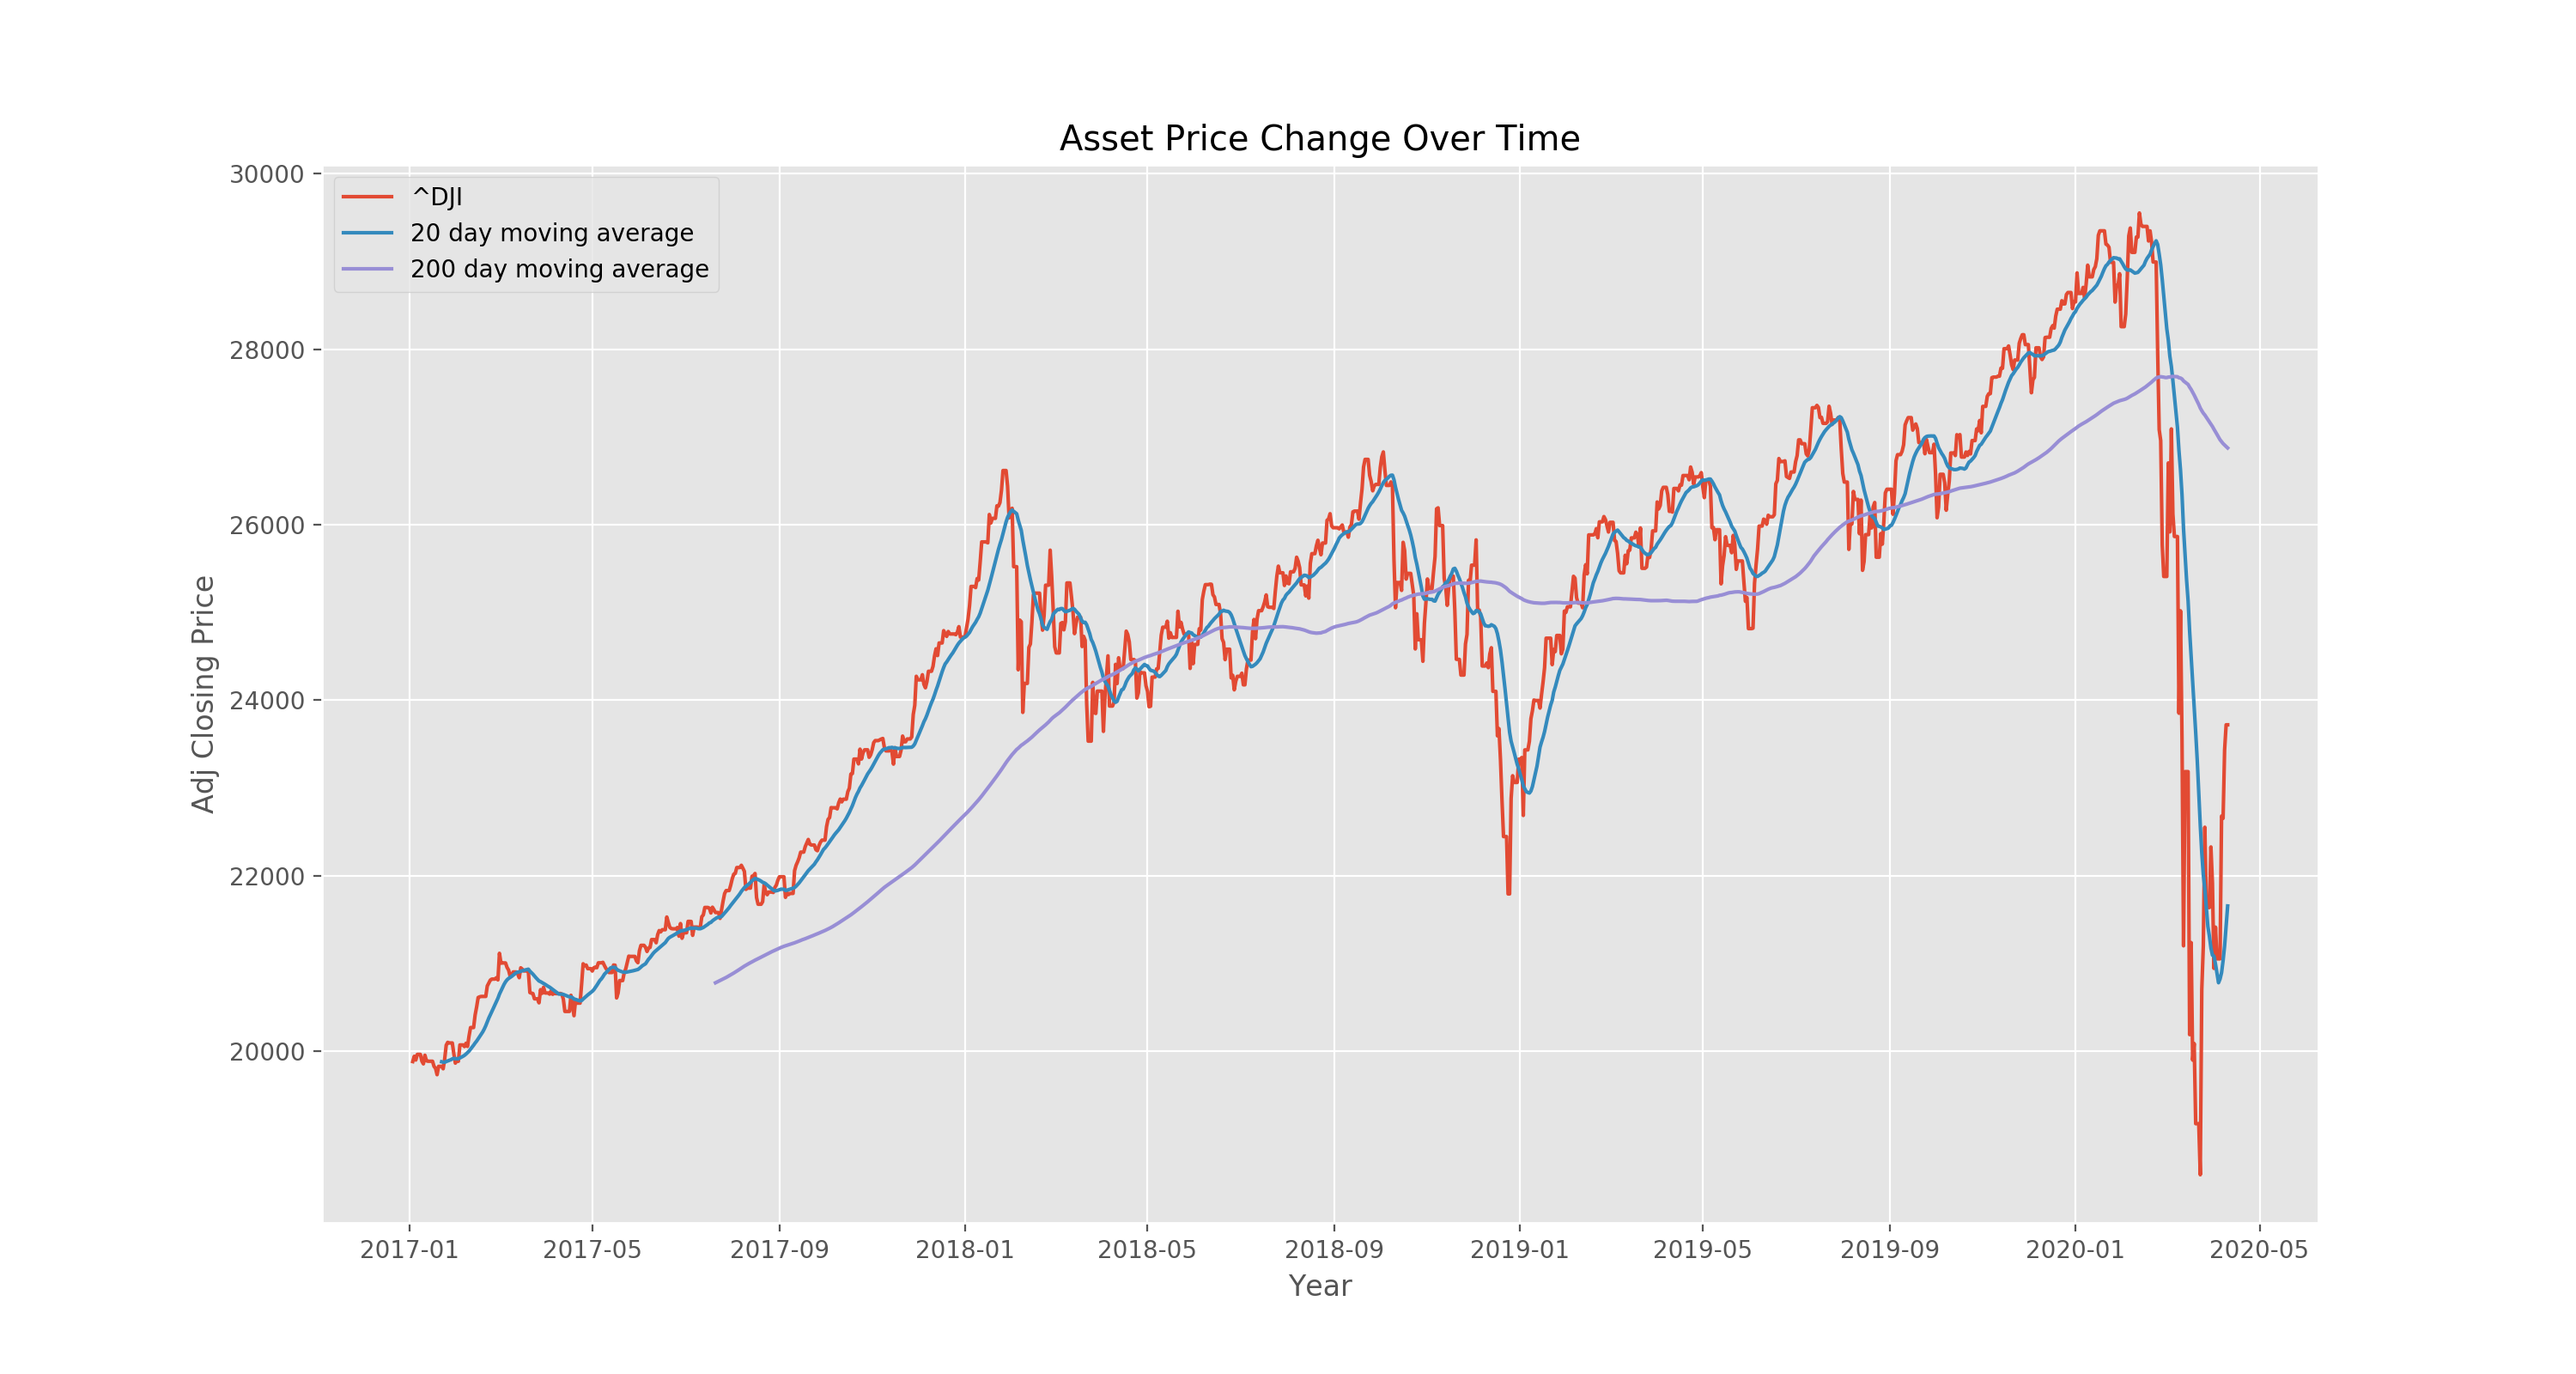 Asset Price Change Over Time
30000
28000
26000
24000
22000
20000
Adj Closing Price
^DJI
20 day moving average
200 day moving average
2017-01 2017-05 2017-09 2018-01 2018-05 2018-09 2019-01 2019-05 2019-09 2020-01 2020-05
Year